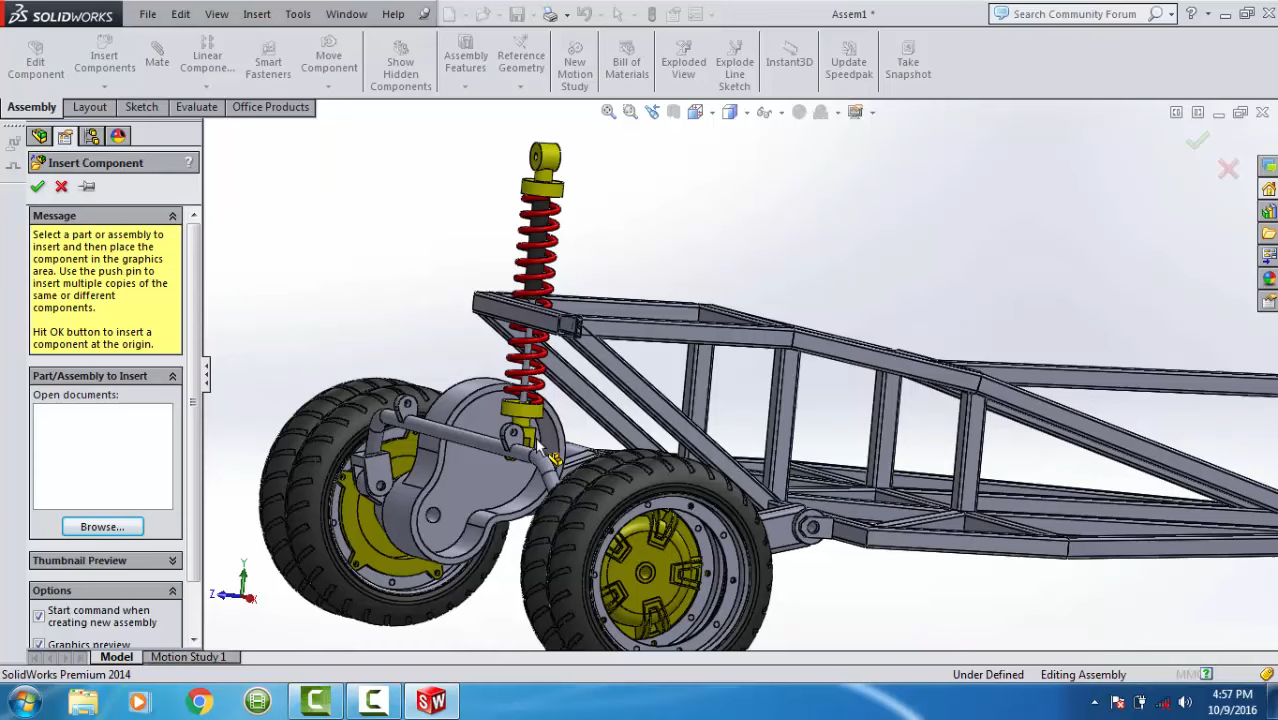 SOLIDWORKS
File
Edit
View
Insert
Tools
Window
Help
Assem1 *
Search Community Forum
?
Edit
Component
Insert
Components
Mate
Linear
Compone...
Smart
Fasteners
Move
Component
Show
Hidden
Components
Assembly
Features
Reference
Geometry
New
Motion
Study
Bill of
Materials
Exploded
View
Explode
Line
Sketch
Instant3D
Update
Speedpak
Take
Snapshot
Assembly
Layout
Sketch
Evaluate
Office Products
Insert Component
?
Message
Select a part or assembly to
insert and then place the
component in the graphics
area. Use the push pin to
insert multiple copies of the
same or different
components.
Hit OK button to insert a
component at the origin.
Part/Assembly to Insert
Open documents:
Browse...
Thumbnail Preview
Options
Start command when
creating new assembly
Graphics preview
Y
Z
X
Model
Motion Study 1
SolidWorks Premium 2014
Under Defined
Editing Assembly
?
4:57 PM
10/9/2016